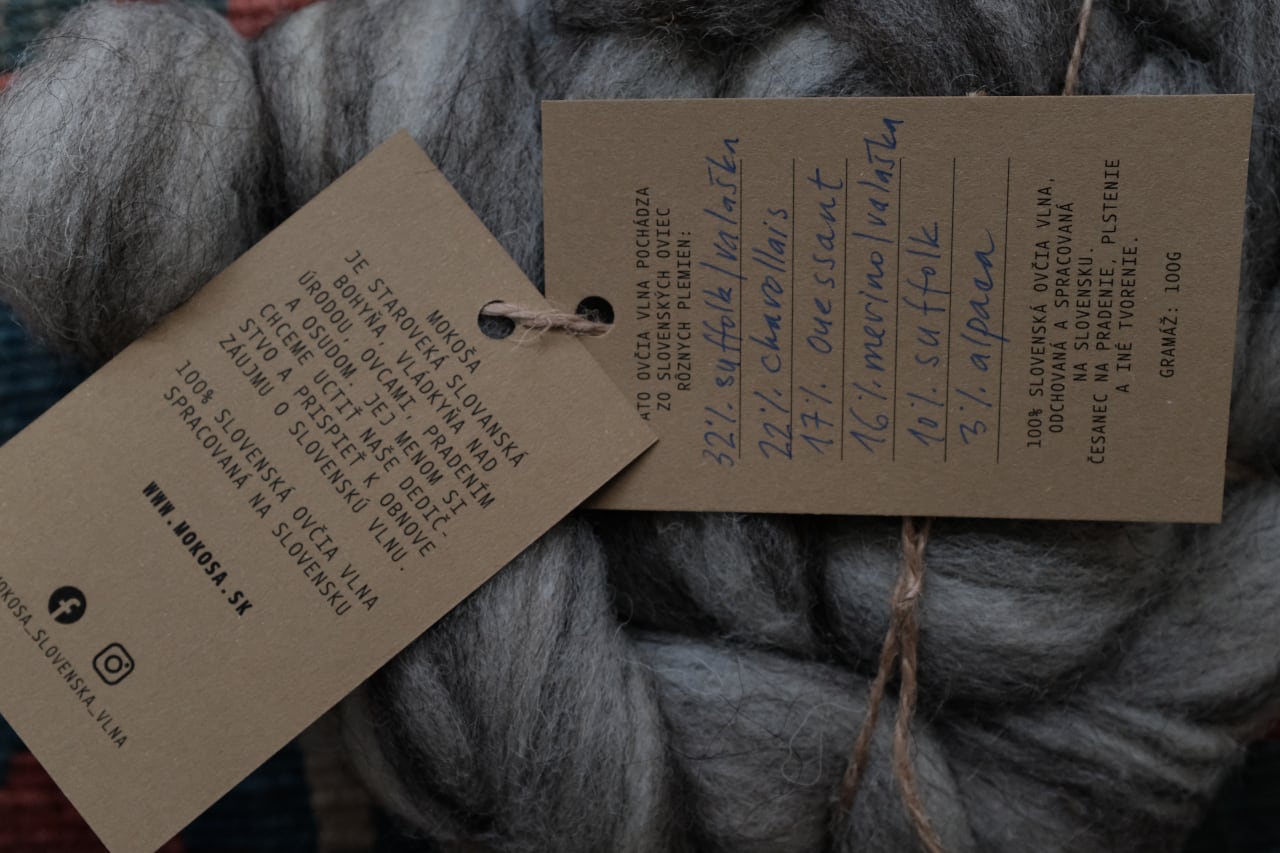 MOKOŠA
JE STAROVEKÁ SLOVANSKÁ
BOHYŇA, VLÁDKYŇA NAD
ÚRODOU, OVCAMI, PRADENÍM
A OSUDOM. JEJ MENOM SI
CHCEME UCTIŤ NAŠE DEDIČ-
STVO A PRISPIEŤ K OBNOVE
ZÁUJMU O SLOVENSKÚ VLNU.
100% SLOVENSKÁ OVČIA VLNA
SPRACOVANÁ NA SLOVENSKU
WWW.MOKOSA.SK
MOKOSA_SLOVENSKA_VLNA
ATO OVČIA VLNA POCHÁDZA
ZO SLOVENSKÝCH OVIEC
RÔZNYCH PLEMIEN:
32% suffolk/valaška
22% charollais
17% ouessant
16% merino/valaška
10% suffolk
3% alpaca
100% SLOVENSKÁ OVČIA VLNA,
ODCHOVANÁ A SPRACOVANÁ
NA SLOVENSKU.
ČESANEC NA PRADENIE, PLSTENIE
A INÉ TVORENIE.
GRAMÁŽ: 100G